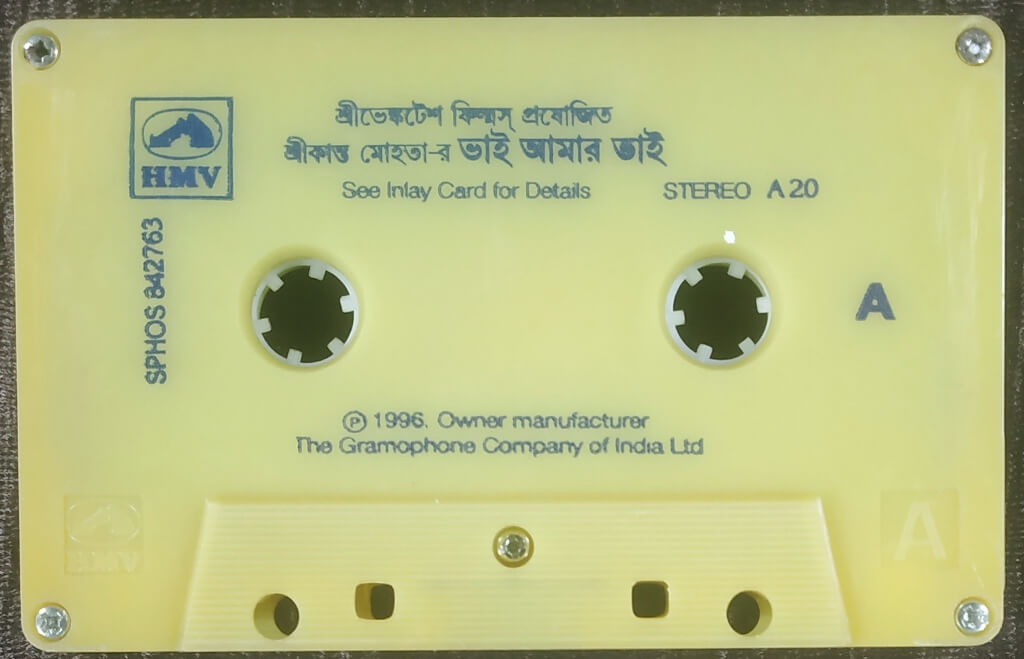 HMV
শ্রীভেঙ্কটেশ ফিল্মস্ প্রযোজিত
শ্রীকান্ত মোহতা-র ভাই আমার ভাই
See Inlay Card for Details
STEREO A20
SPHOS 842763
A
℗ 1996. Owner manufacturer
The Gramophone Company of India Ltd
HMV
A